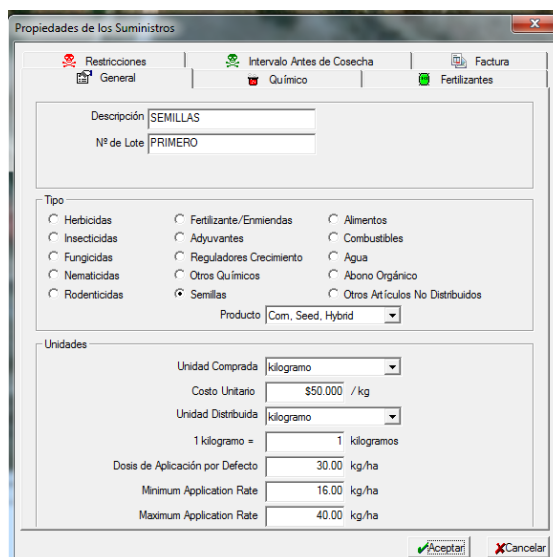 Propiedades de los Suministros
Restricciones
Intervalo Antes de Cosecha
Factura
General
Químico
Fertilizantes
Descripción SEMILLAS
Nº de Lote PRIMERO
Tipo
Herbicidas Fertilizante/Enmiendas Alimentos
Insecticidas Adyuvantes Combustibles
Fungicidas Reguladores Crecimiento Agua
Nematicidas Otros Químicos Abono Orgánico
Rodenticidas Semillas Otros Artículos No Distribuidos
Producto Corn, Seed, Hybrid
Unidades
Unidad Comprada kilogramo
Costo Unitario $50.000 / kg
Unidad Distribuida kilogramo
1 kilogramo = 1 kilogramos
Dosis de Aplicación por Defecto 30.00 kg/ha
Minimum Application Rate 16.00 kg/ha
Maximum Application Rate 40.00 kg/ha
Aceptar Cancelar